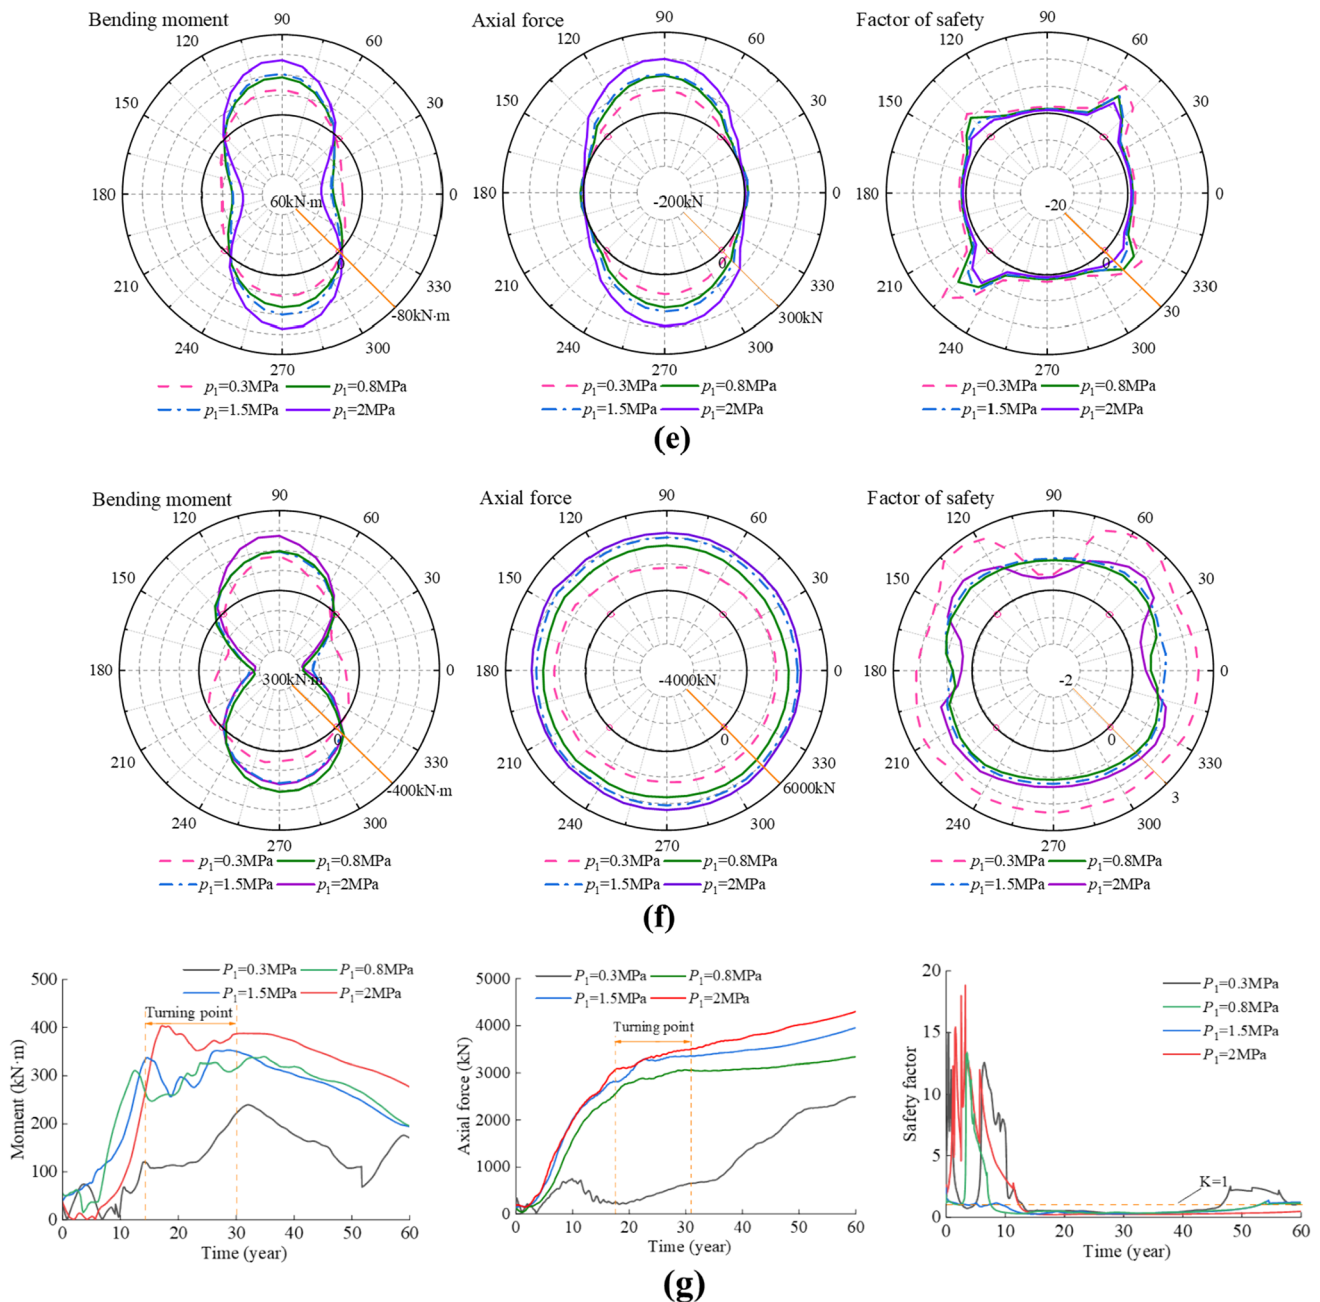 Bending moment
90
120
60
150
30
180
0
60kN·m
0
210
330
-80kN·m
240
300
270
p1=0.3MPa p1=0.8MPa
p1=1.5MPa p1=2MPa
Axial force
90
120
60
150
30
180
0
-200kN
0
210
330
300kN
240
300
270
p1=0.3MPa p1=0.8MPa
p1=1.5MPa p1=2MPa
Factor of safety
90
120
60
150
30
180
0
-20
0
210
330
30
240
300
270
p1=0.3MPa p1=0.8MPa
p1=1.5MPa p1=2MPa
(e)
Bending moment
90
120
60
150
30
180
0
300kN·m
0
210
330
-400kN·m
240
300
270
p1=0.3MPa p1=0.8MPa
p1=1.5MPa p1=2MPa
Axial force
90
120
60
150
30
180
0
-4000kN
0
210
330
6000kN
240
300
270
p1=0.3MPa p1=0.8MPa
p1=1.5MPa p1=2MPa
Factor of safety
90
120
60
150
30
180
0
-2
0
210
330
3
240
300
270
p1=0.3MPa p1=0.8MPa
p1=1.5MPa p1=2MPa
(f)
P1=0.3MPa P1=0.8MPa
P1=1.5MPa P1=2MPa
Turning point
Moment (kN·m)
500
400
300
200
100
0
0 10 20 30 40 50 60
Time (year)
P1=0.3MPa P1=0.8MPa
P1=1.5MPa P1=2MPa
Turning point
Axial force (kN)
5000
4000
3000
2000
1000
0
0 10 20 30 40 50 60
Time (year)
P1=0.3MPa
P1=0.8MPa
P1=1.5MPa
P1=2MPa
K=1
Safety factor
20
15
10
5
0
0 10 20 30 40 50 60
Time (year)
(g)